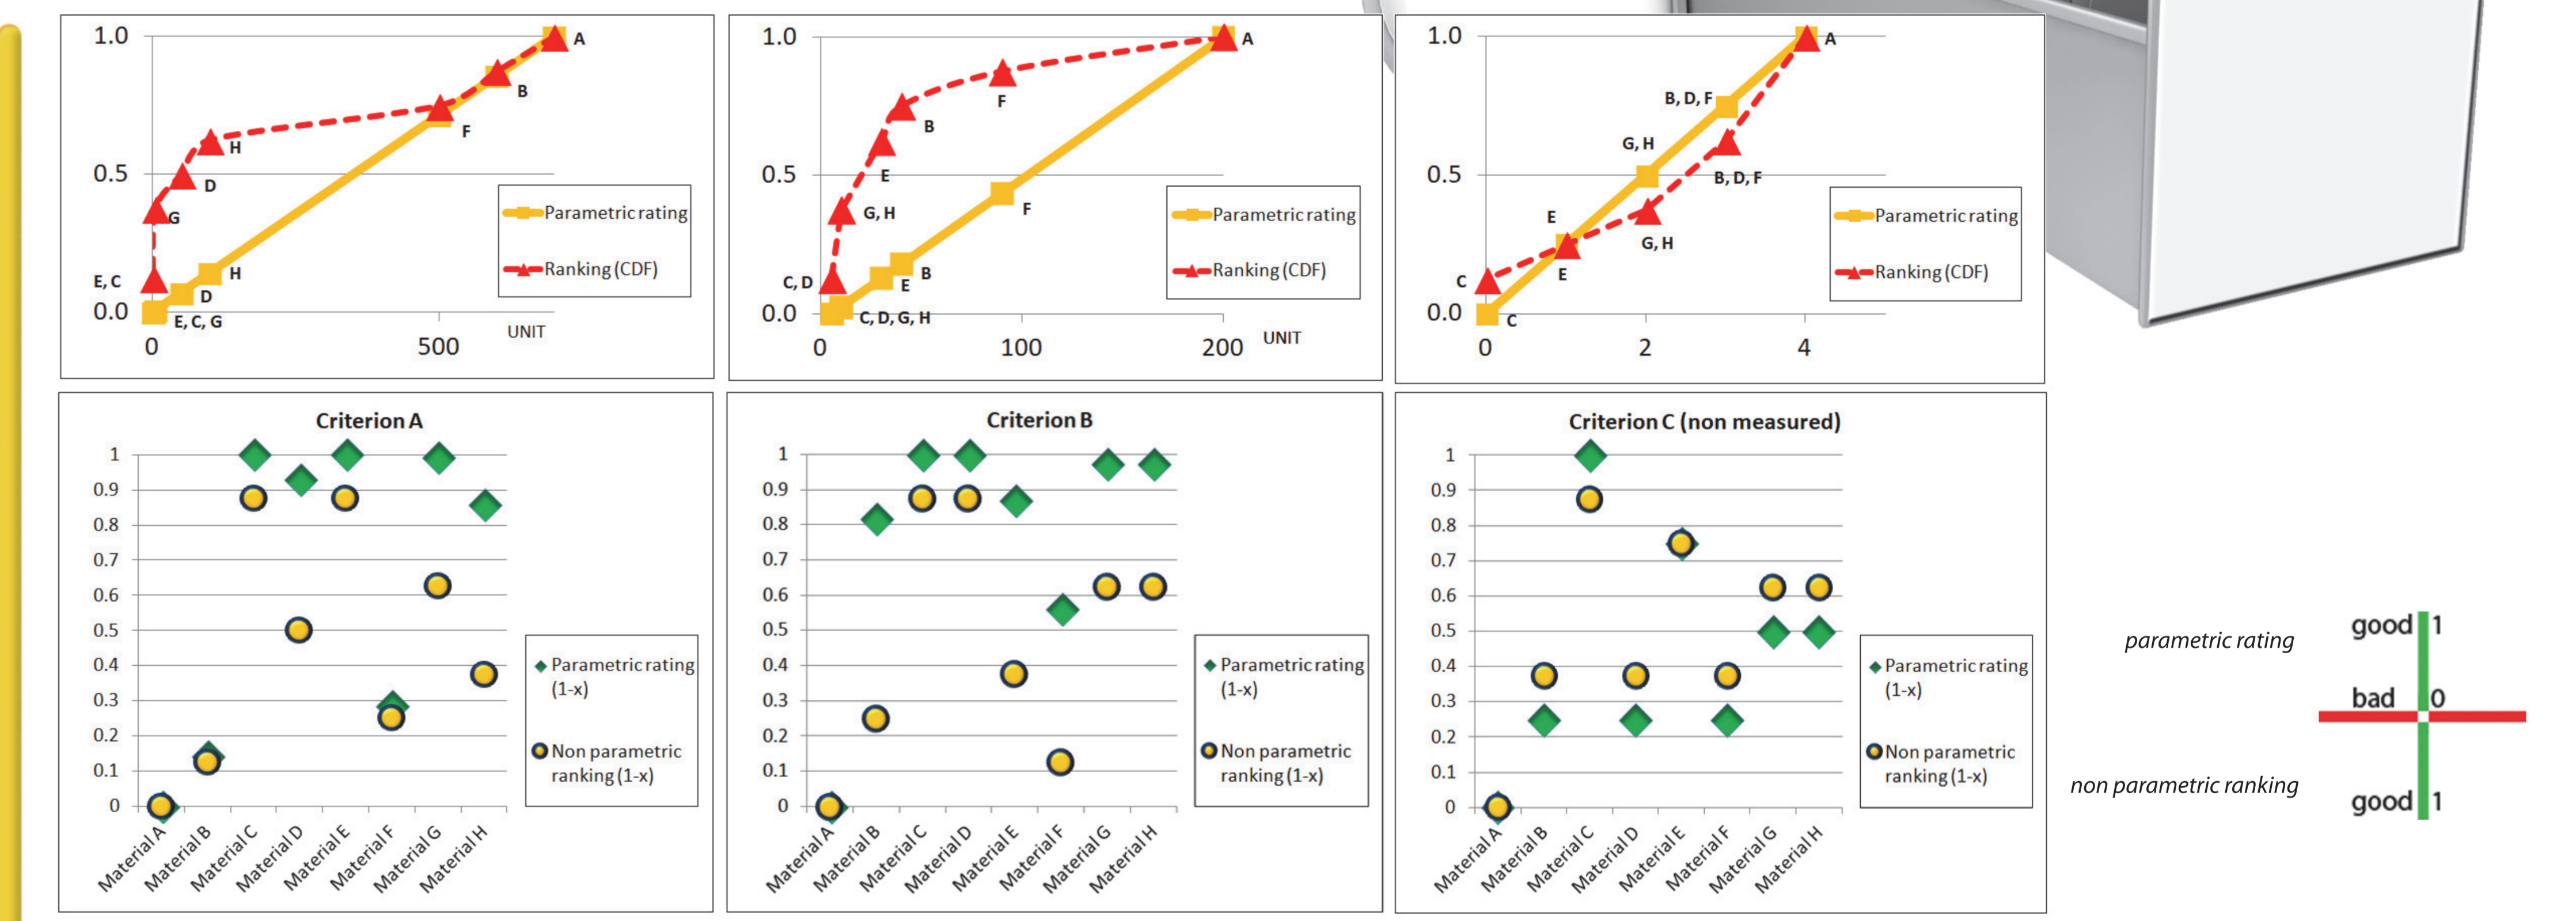 1.0
0.5
0.0
0
500
UNIT
A
B
F
H
D
G
E, C
H
D
E, C, G
Parametric rating
Ranking (CDF)
1.0
0.5
0.0
0
100
200
UNIT
A
F
B
E
G, H
C, D
F
B
E
C, D, G, H
Parametric rating
Ranking (CDF)
1.0
0.5
0.0
0
2
4
A
B, D, F
G, H
E
C
B, D, F
G, H
E
C
Parametric rating
Ranking (CDF)
Criterion A
1
0.9
0.8
0.7
0.6
0.5
0.4
0.3
0.2
0.1
0
Material A
Material B
Material C
Material D
Material E
Material F
Material G
Material H
Parametric rating
(1-x)
Non parametric
ranking (1-x)
Criterion B
1
0.9
0.8
0.7
0.6
0.5
0.4
0.3
0.2
0.1
0
Material A
Material B
Material C
Material D
Material E
Material F
Material G
Material H
Parametric rating
(1-x)
Non parametric
ranking (1-x)
Criterion C (non measured)
1
0.9
0.8
0.7
0.6
0.5
0.4
0.3
0.2
0.1
0
Material A
Material B
Material C
Material D
Material E
Material F
Material G
Material H
Parametric rating
(1-x)
Non parametric
ranking (1-x)
parametric rating
good 1
bad 0
non parametric ranking
good 1